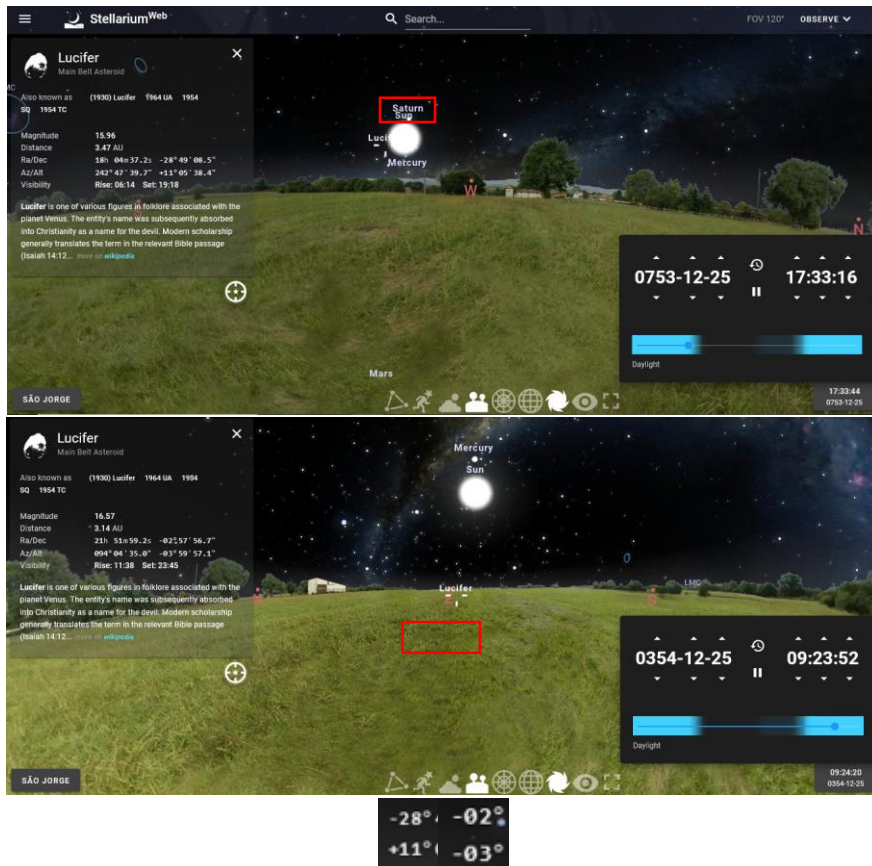 StellariumWeb
Search...
FOV 120°
OBSERVE
Lucifer
Main Belt Asteroid
Also known as (1930) Lucifer 1964 UA 1954
SQ 1954 TC
Magnitude 15.96
Distance 3.47 AU
Ra/Dec 18h 04m37.2s -28°49'08.5"
Az/Alt 242°47'39.7" +11°05'38.4"
Visibility Rise: 06:14 Set: 19:18
Lucifer is one of various figures in folklore associated with the
planet Venus. The entity's name was subsequently absorbed
into Christianity as a name for the devil. Modern scholarship
generally translates the term in the relevant Bible passage
(Isaiah 14:12... more on wikipedia
MC
Saturn
Sun
Lucif
Mercury
W
N
Mars
0753-12-25 17:33:16
Daylight
SÃO JORGE
17:33:44
0753-12-25
Lucifer
Main Belt Asteroid
Also known as (1930) Lucifer 1964 UA 1954
SQ 1954 TC
Magnitude 16.57
Distance 3.14 AU
Ra/Dec 21h 51m59.2s -02°57'56.7"
Az/Alt 094°04'35.0" -03°59'57.1"
Visibility Rise: 11:38 Set: 23:45
Lucifer is one of various figures in folklore associated with the
planet Venus. The entity's name was subsequently absorbed
into Christianity as a name for the devil. Modern scholarship
generally translates the term in the relevant Bible passage
(Isaiah 14:12... more on wikipedia
Mercury
Sun
Lucifer
LMC
0354-12-25 09:23:52
Daylight
SÃO JORGE
09:24:20
0354-12-25
-28° -02°
+11° -03°